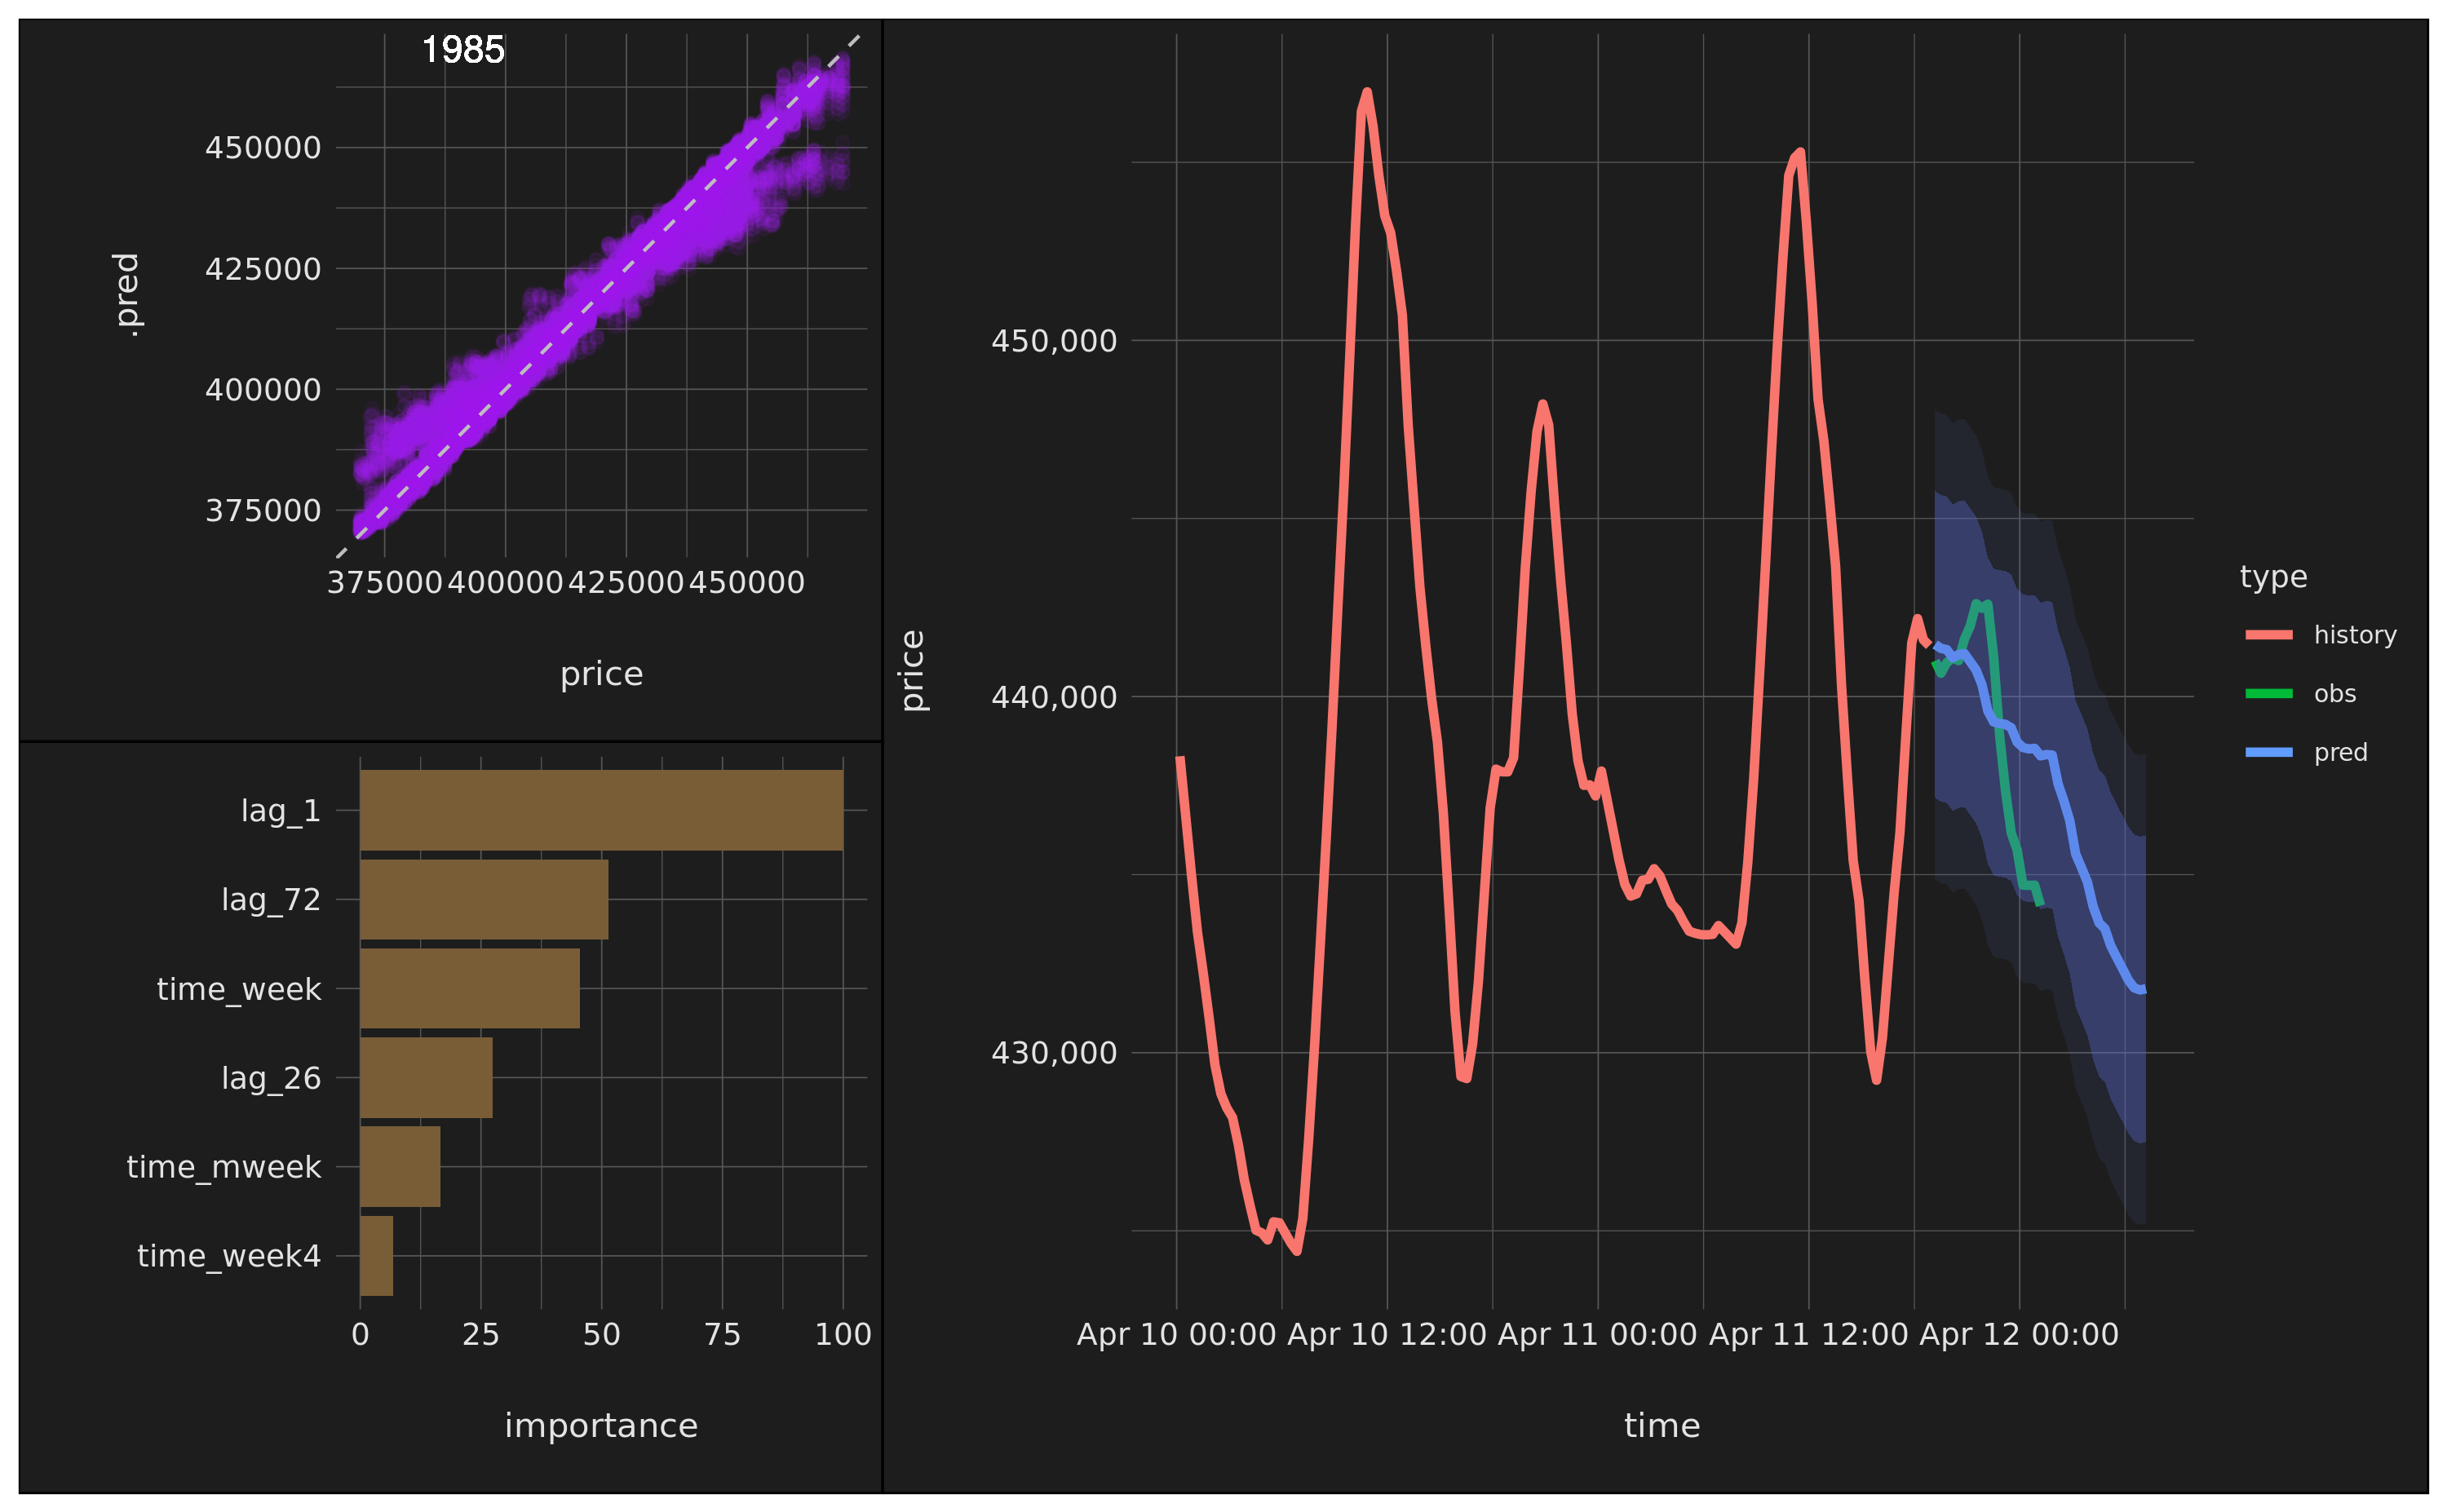 1985
.pred
450000
425000
400000
375000
375000 400000 425000 450000
price
lag_1
lag_72
time_week
lag_26
time_mweek
time_week4
0 25 50 75 100
importance
price
450,000
440,000
430,000
Apr 10 00:00 Apr 10 12:00 Apr 11 00:00 Apr 11 12:00 Apr 12 00:00
time
type
history
obs
pred